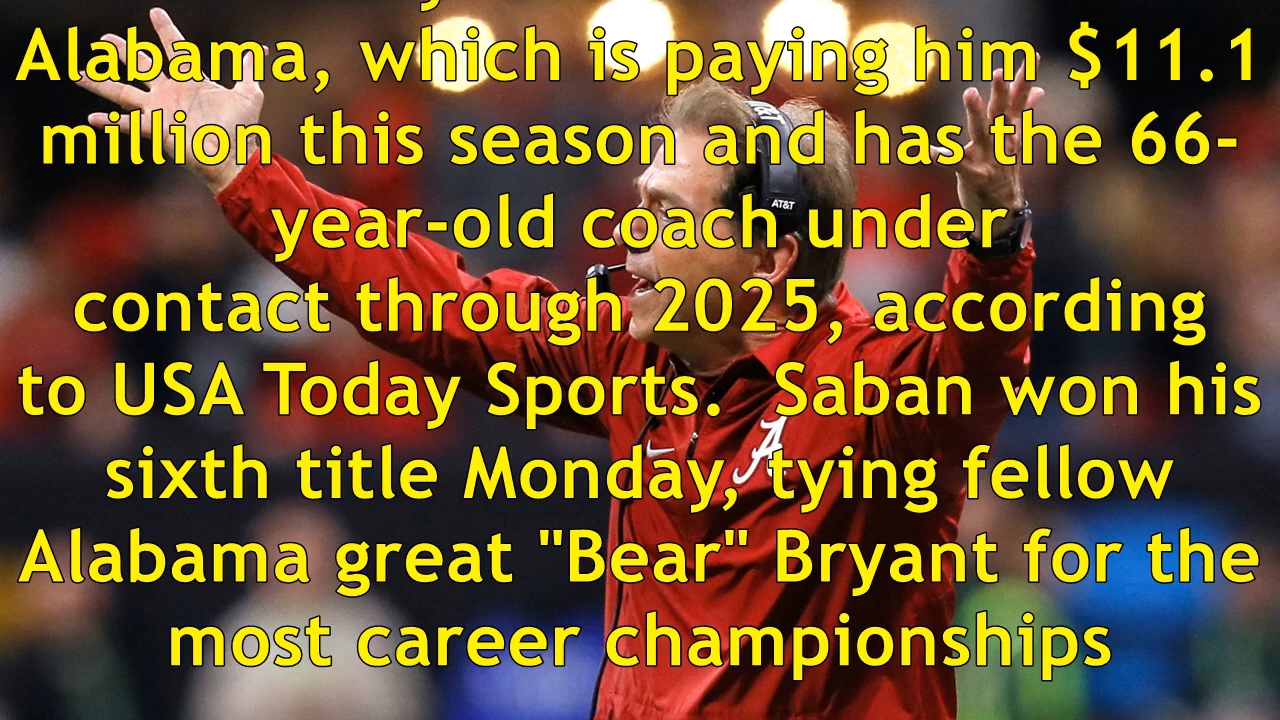 Alabama, which is paying him $11.1
million this season and has the 66-
year-old coach under
contact through 2025, according
to USA Today Sports.  Saban won his
sixth title Monday, tying fellow
Alabama great "Bear" Bryant for the
most career championships
AT&T
AT&T
A